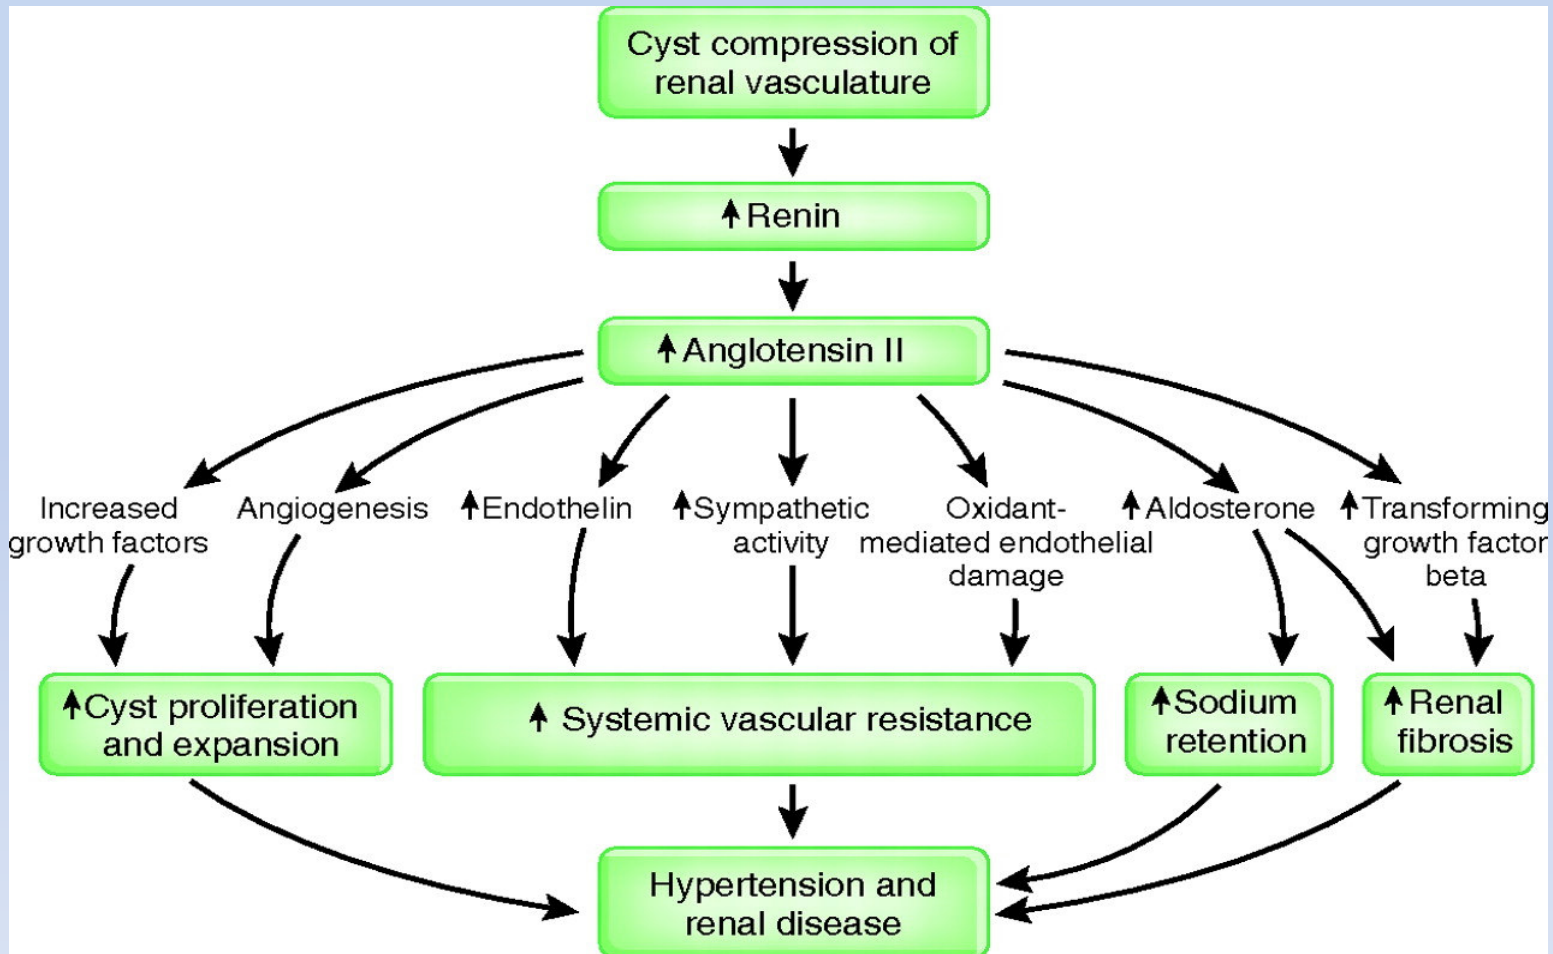 Cyst compression of
renal vasculature
Renin
Anglotensin II
Increased
growth factors
Angiogenesis
Endothelin
Sympathetic
activity
Oxidant-
mediated endothelial
damage
Aldosterone
Transforming
growth factor
beta
Cyst proliferation
and expansion
Systemic vascular resistance
Sodium
retention
Renal
fibrosis
Hypertension and
renal disease